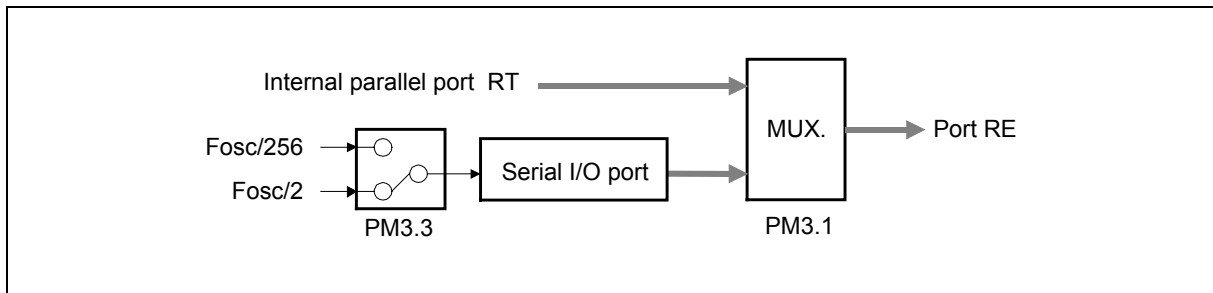 Internal parallel port RT
MUX.
Port RE
Fosc/256
Serial I/O port
Fosc/2
PM3.3
PM3.1